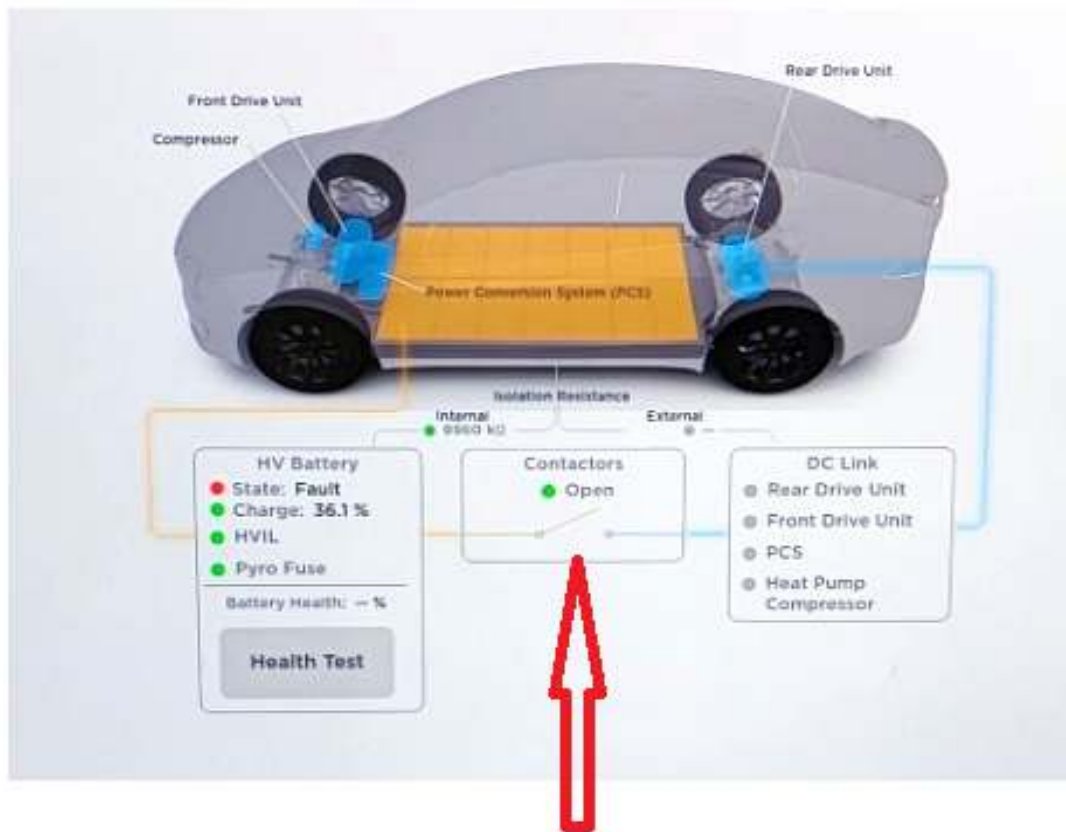 Rear Drive Unit
Front Drive Unit
Compressor
Power Conversion System (PCS)
Isolation Resistance
Internal
External
kΩ
--
HV Battery
State: Fault
Charge: 36.1 %
HVIL
Pyro Fuse
Battery Health: -- %
Health Test
Contactors
Open
DC Link
Rear Drive Unit
Front Drive Unit
PCS
Heat Pump
Compressor